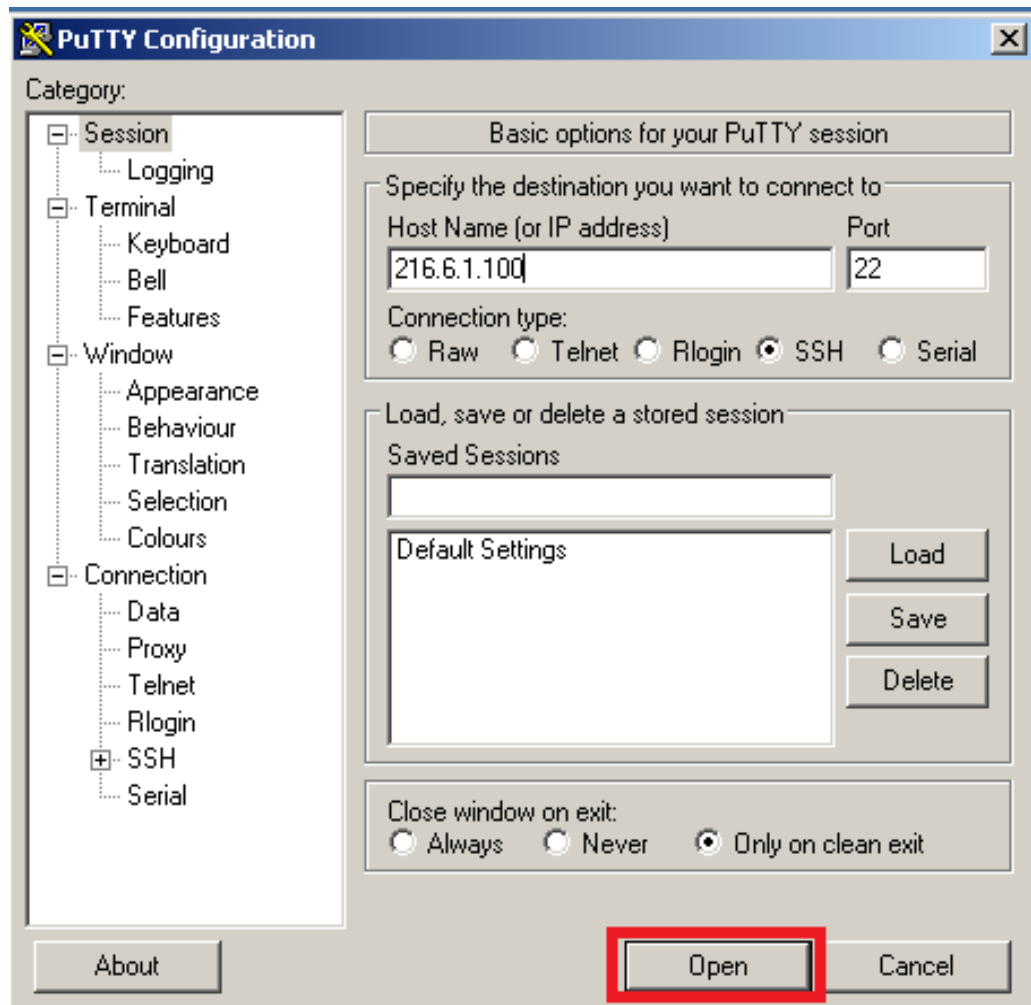 PuTTY Configuration
Category:
Session
Logging
Terminal
Keyboard
Bell
Features
Window
Appearance
Behaviour
Translation
Selection
Colours
Connection
Data
Proxy
Telnet
Rlogin
SSH
Serial
Basic options for your PuTTY session
Specify the destination you want to connect to
Host Name (or IP address) Port
216.6.1.100 22
Connection type:
Raw Telnet Rlogin SSH Serial
Load, save or delete a stored session
Saved Sessions
Default Settings
Load
Save
Delete
Close window on exit:
Always Never Only on clean exit
About Open Cancel